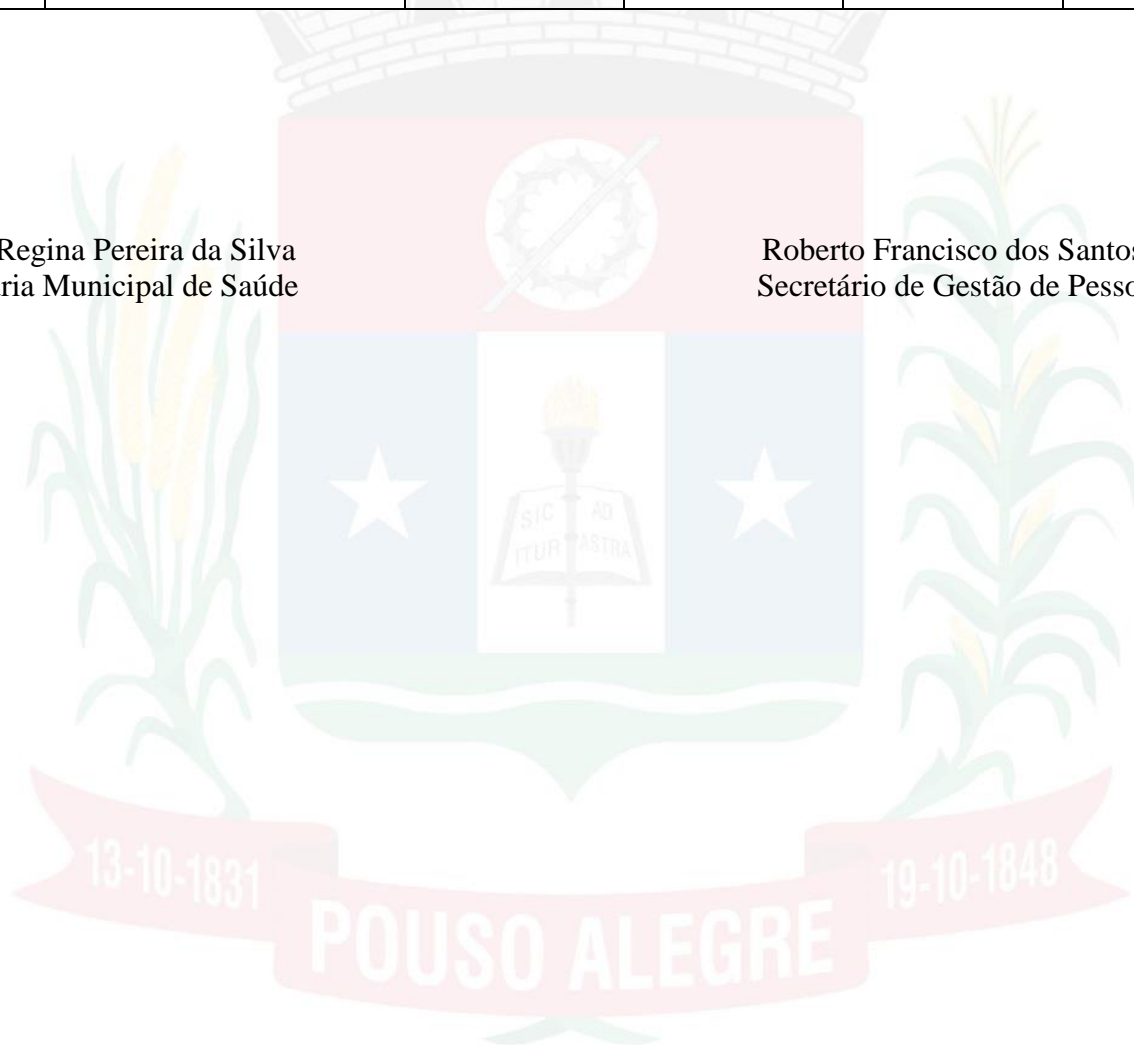 Regina Pereira da Silva
ria Municipal de Saúde
Roberto Francisco dos Santos
Secretário de Gestão de Pesso
SIC AD
ITUR ASTRA
13-10-1831
19-10-1848
POUSO ALEGRE